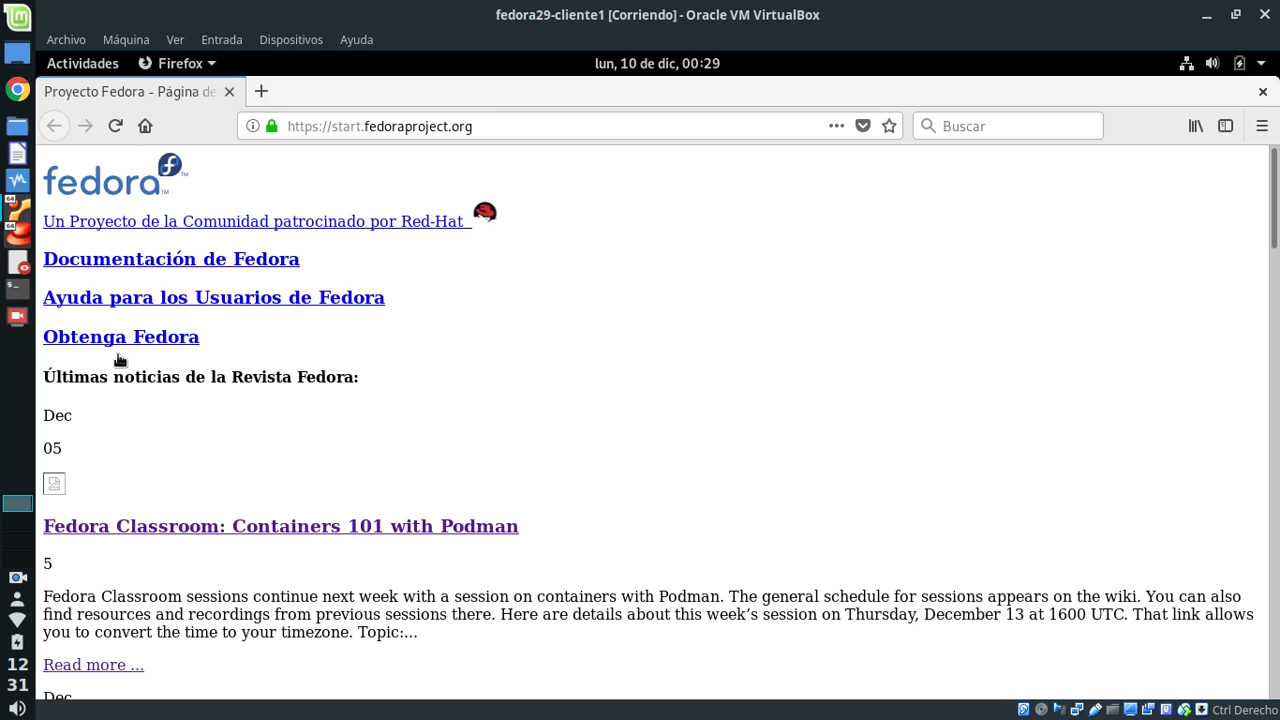 fedora29-cliente1 [Corriendo] - Oracle VM VirtualBox
Archivo Máquina Ver Entrada Dispositivos Ayuda
Actividades Firefox lun, 10 de dic, 00:29
Proyecto Fedora - Página de
https://start.fedoraproject.org Buscar
fedora
Un Proyecto de la Comunidad patrocinado por Red-Hat
Documentación de Fedora
Ayuda para los Usuarios de Fedora
Obtenga Fedora
Últimas noticias de la Revista Fedora:
Dec
05
Fedora Classroom: Containers 101 with Podman
5
Fedora Classroom sessions continue next week with a session on containers with Podman. The general schedule for sessions appears on the wiki. You can also
find resources and recordings from previous sessions there. Here are details about this week’s session on Thursday, December 13 at 1600 UTC. That link allows
you to convert the time to your timezone. Topic:...
Read more ...
Dec
12
31
Ctrl Derecho